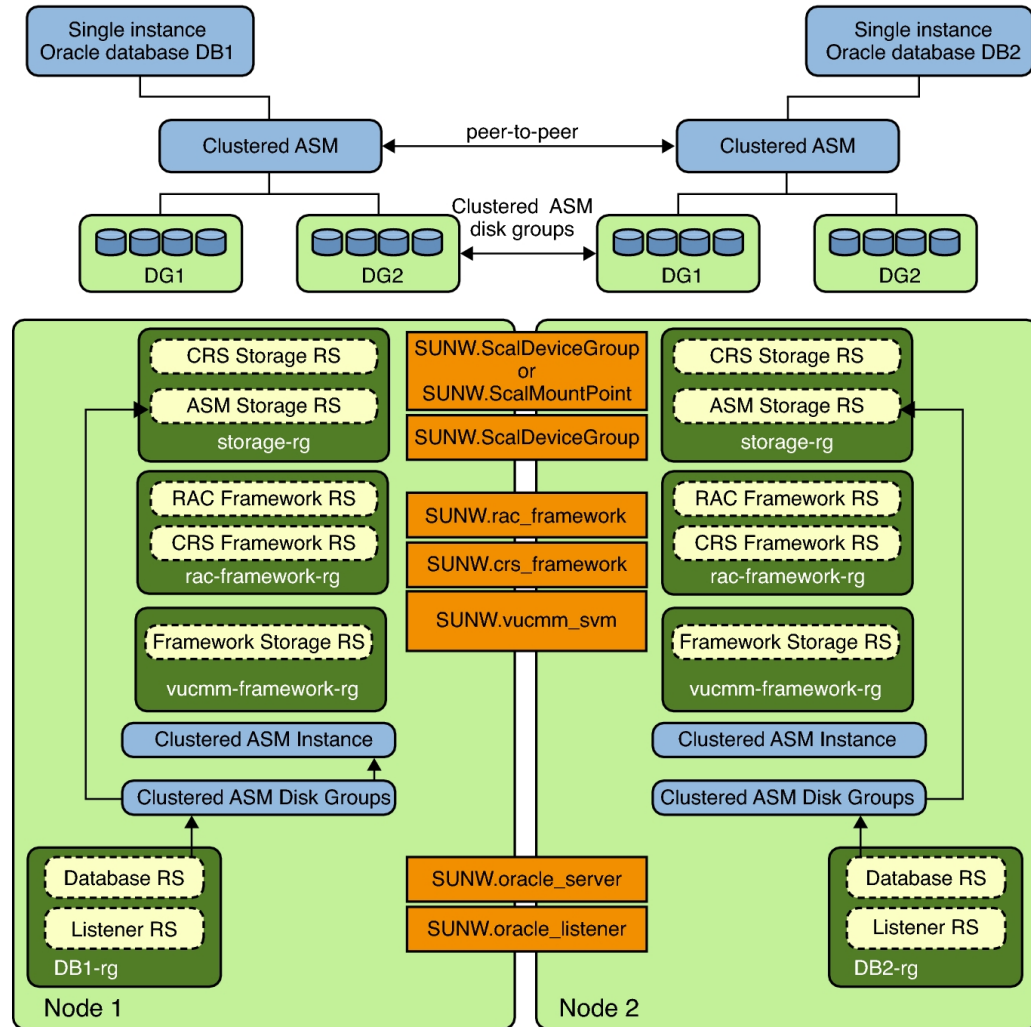 Single instance
Oracle database DB1
Single instance
Oracle database DB2
Clustered ASM
peer-to-peer
Clustered ASM
Clustered ASM
disk groups
DG1
DG2
DG1
DG2
CRS Storage RS
ASM Storage RS
storage-rg
SUNW.ScalDeviceGroup
or
SUNW.ScalMountPoint
SUNW.ScalDeviceGroup
CRS Storage RS
ASM Storage RS
storage-rg
RAC Framework RS
CRS Framework RS
rac-framework-rg
SUNW.rac_framework
SUNW.crs_framework
SUNW.vucmm_svm
RAC Framework RS
CRS Framework RS
rac-framework-rg
Framework Storage RS
vucmm-framework-rg
Framework Storage RS
vucmm-framework-rg
Clustered ASM Instance
Clustered ASM Disk Groups
Clustered ASM Instance
Clustered ASM Disk Groups
Database RS
Listener RS
DB1-rg
SUNW.oracle_server
SUNW.oracle_listener
Database RS
Listener RS
DB2-rg
Node 1
Node 2